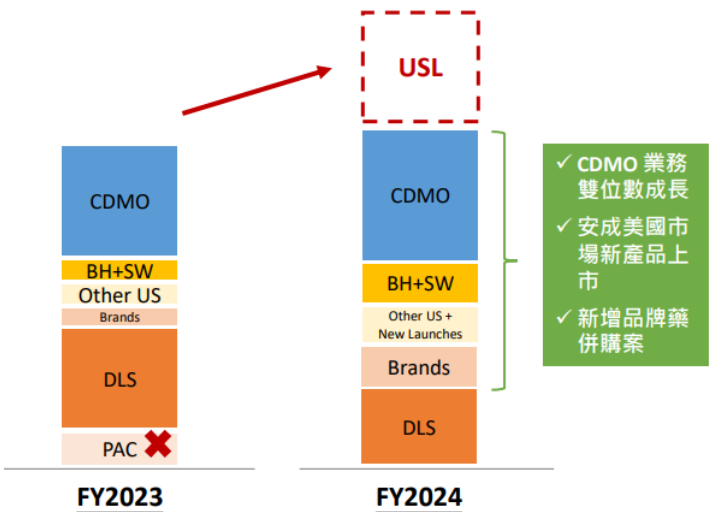 USL
CDMO
BH+SW
Other US
Brands
DLS
PAC
FY2023
CDMO
BH+SW
Other US +
New Launches
Brands
DLS
FY2024
✓ CDMO 業務
雙位數成長
✓ 安成美國市
場新產品上
市
✓ 新增品牌藥
併購案